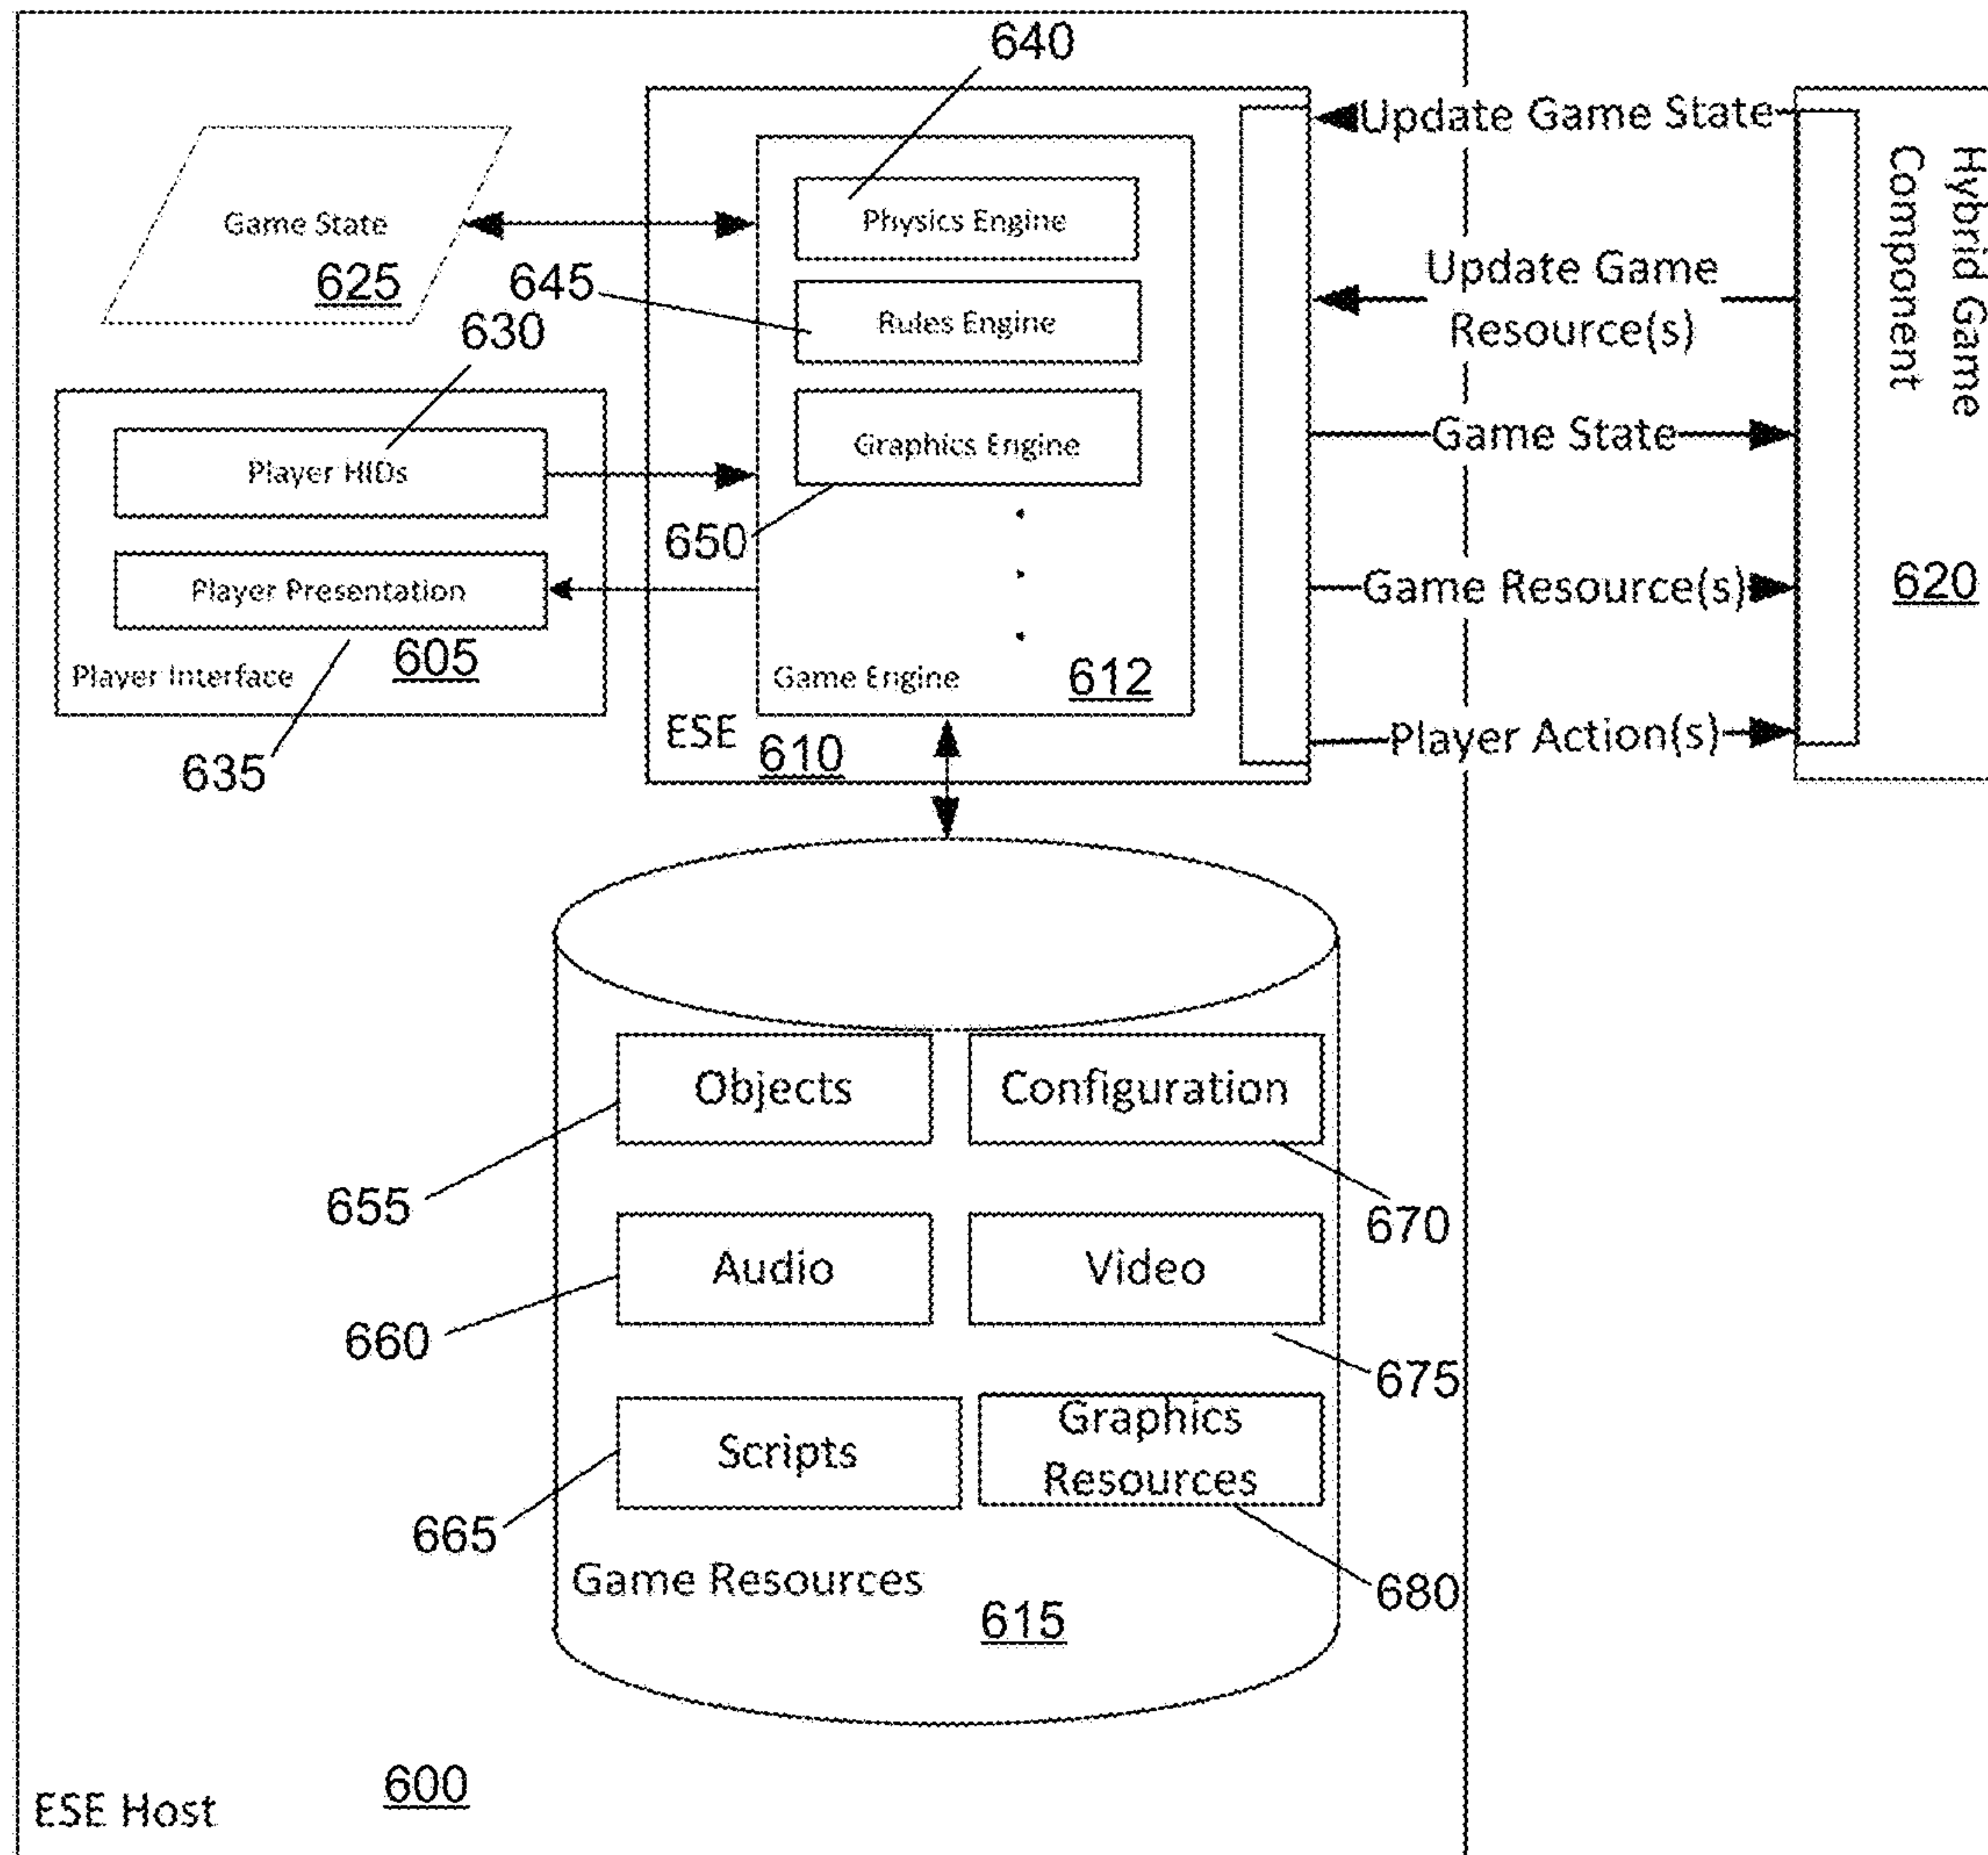 640
Update Game State
Hybrid Game
Component
Game State
625
Physics Engine
645
Rules Engine
Update Game
Resource(s)
630
Player HIDs
Graphics Engine
650
Game State
Player Presentation
605
Player Interface
635
Game Engine
612
ESE
610
Game Resource(s)
620
Player Action(s)
Objects
Configuration
655
670
Audio
Video
660
675
Scripts
Graphics
Resources
665
680
Game Resources
615
ESE Host
600